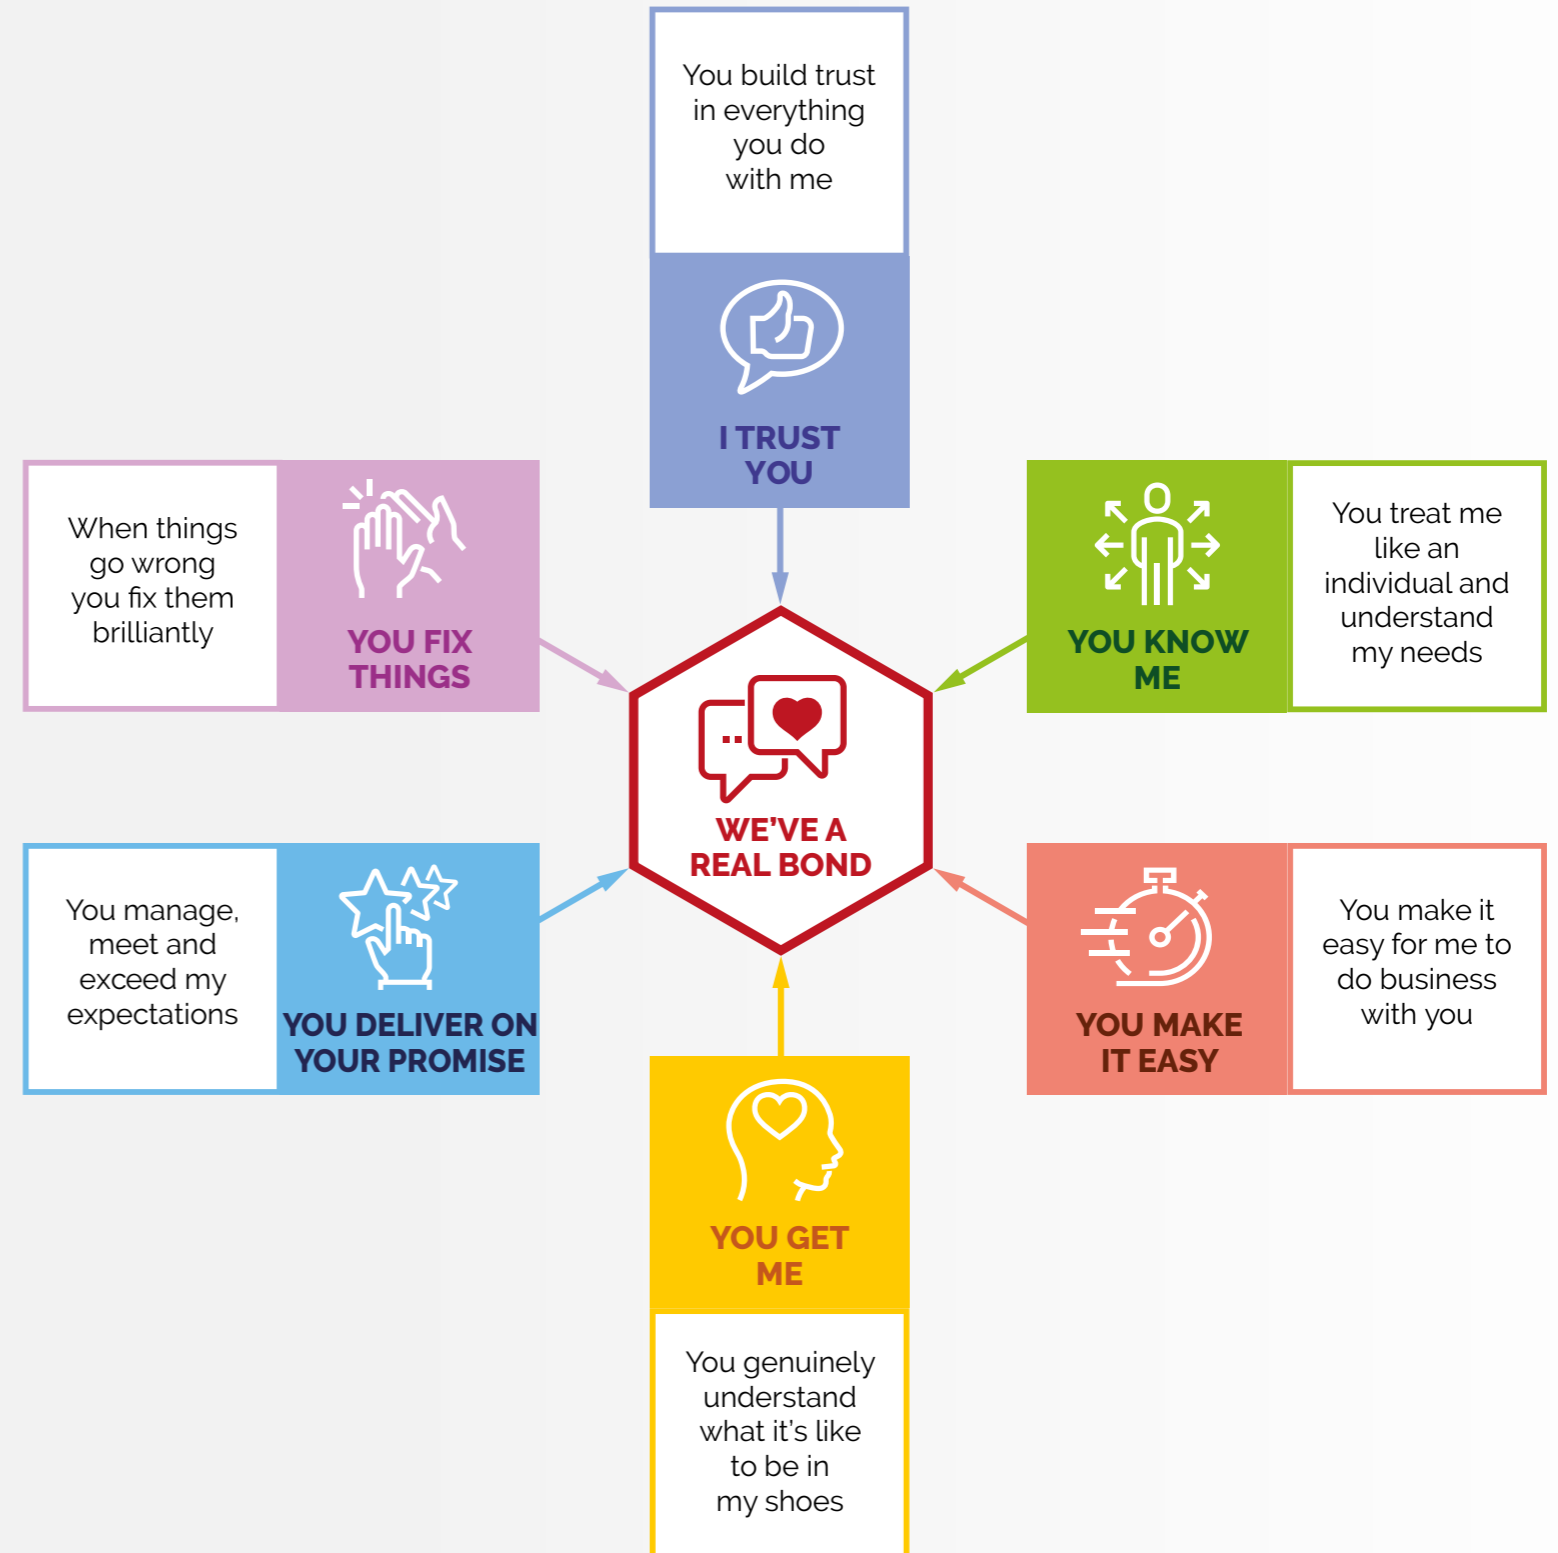 You build trust
in everything
you do
with me
I TRUST
YOU
When things
go wrong
you fix them
brilliantly
YOU FIX
THINGS
YOU KNOW
ME
You treat me
like an
individual and
understand
my needs
WE'VE A
REAL BOND
You manage,
meet and
exceed my
expectations
YOU DELIVER ON
YOUR PROMISE
YOU MAKE
IT EASY
You make it
easy for me to
do business
with you
YOU GET
ME
You genuinely
understand
what it's like
to be in
my shoes